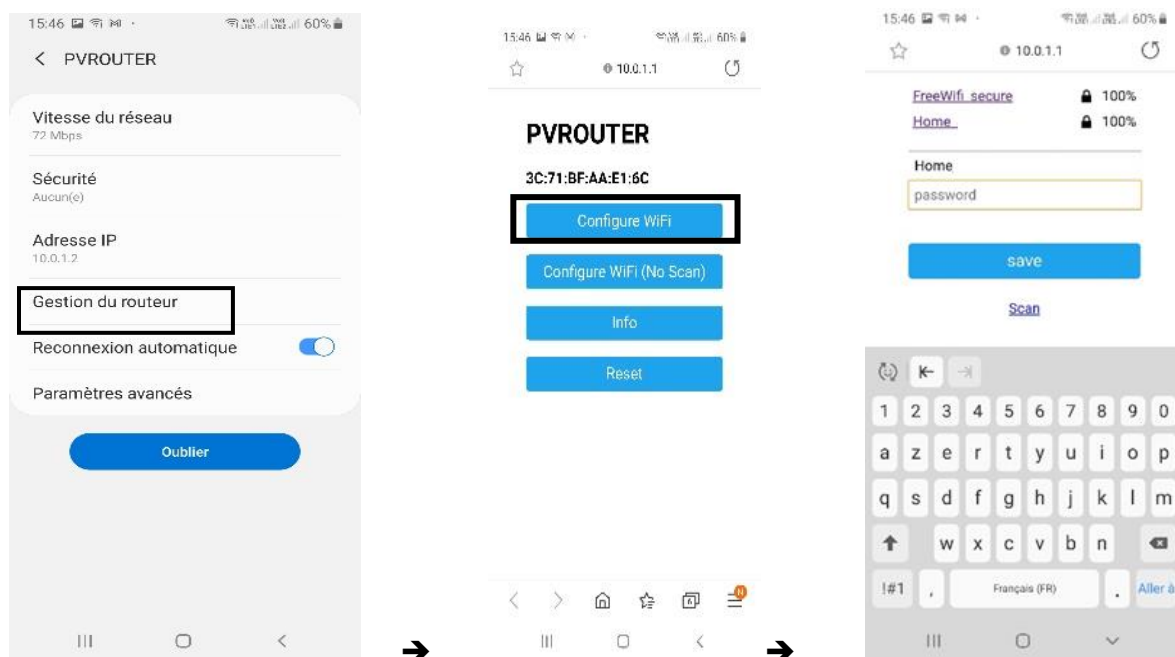 15:46
60%
PVROUTER
Vitesse du réseau
72 Mbps
Sécurité
Aucun(e)
Adresse IP
10.0.1.2
Gestion du routeur
Reconnexion automatique
Paramètres avancés
Oublier
15:46
60%
10.0.1.1
PVROUTER
3C:71:BF:AA:E1:6C
Configure WiFi
Configure WiFi (No Scan)
Info
Reset
15:46
60%
10.0.1.1
FreeWifi_secure 100%
Home_ 100%
Home
password
save
Scan
1 2 3 4 5 6 7 8 9 0
a z e r t y u i o p
q s d f g h j k l m
w x c v b n
!#1 , Français (FR) . Aller à